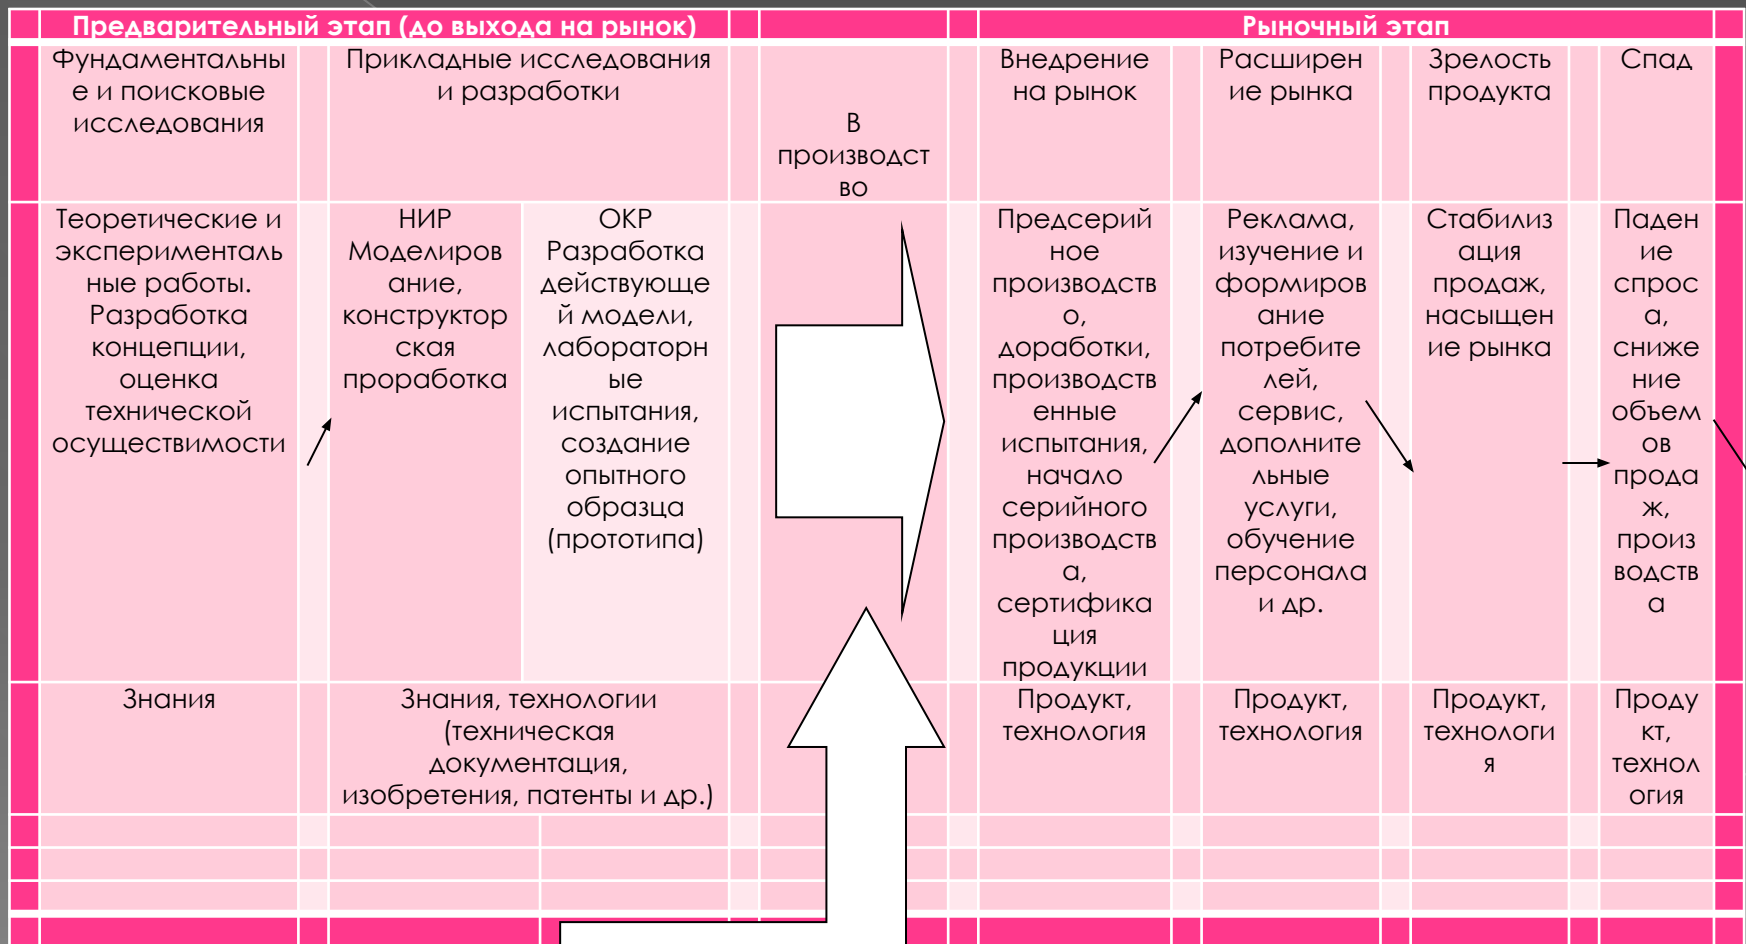 Предварительный этап (до выхода на рынок)
Рыночный этап
Фундаментальны
е и поисковые
исследования
Прикладные исследования
и разработки
В
производст
во
Внедрение
на рынок
Расширен
ие рынка
Зрелость
продукта
Спад
Теоретические и
эксперименталь
ные работы.
Разработка
концепции,
оценка
технической
осуществимости
НИР
Моделиров
ание,
конструктор
ская
проработка
ОКР
Разработка
действующе
й модели,
лабораторн
ые
испытания,
создание
опытного
образца
(прототипа)
Предсерий
ное
производств
о,
доработки,
производств
енные
испытания,
начало
серийного
производств
а,
сертифика
ция
продукции
Реклама,
изучение и
формиров
ание
потребите
лей,
сервис,
дополните
льные
услуги,
обучение
персонала
и др.
Стабилиз
ация
продаж,
насыщен
ие рынка
Паден
ие
спрос
а,
сниже
ние
объем
ов
прода
ж,
произ
водств
а
Знания
Знания, технологии
(техническая
документация,
изобретения, патенты и др.)
Продукт,
технология
Продукт,
технология
Продукт,
технологи
я
Проду
кт,
технол
огия